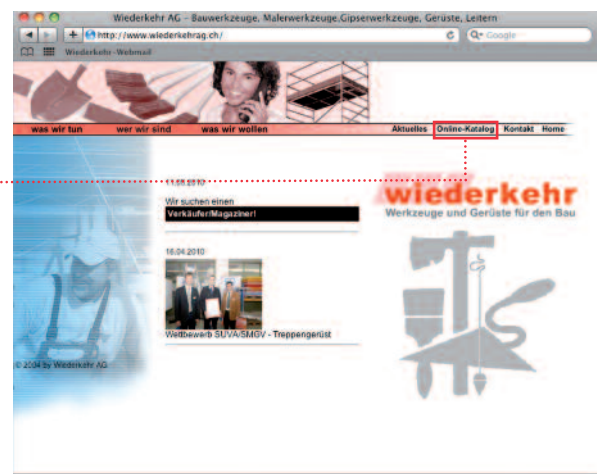 Wiederkehr AG – Bauwerkzeuge, Malerwerkzeuge,Gipserwerkzeuge, Gerüste, Leitern
http://www.wiederkehrag.ch/
Google
Wiederkehr-Webmail
was wir tun wer wir sind was wir wollen Aktuelles Online-Katalog Kontakt Home
11.05.2010
Wir suchen einen
Verkäufer/Magaziner!
wiederkehr
Werkzeuge und Gerüste für den Bau
16.04.2010
Wettbewerb SUVA/SMGV - Treppengerüst
© 2004 by Wiederkehr AG